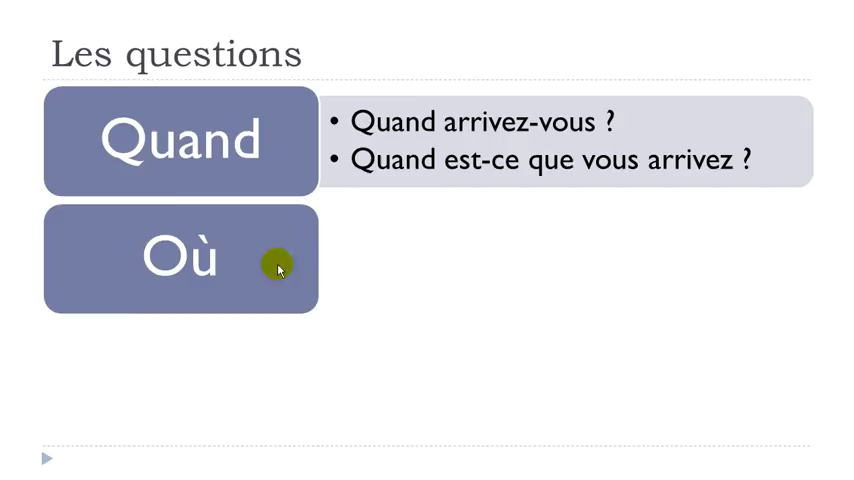 Les questions
Quand
• Quand arrivez-vous ?
• Quand est-ce que vous arrivez ?
Où